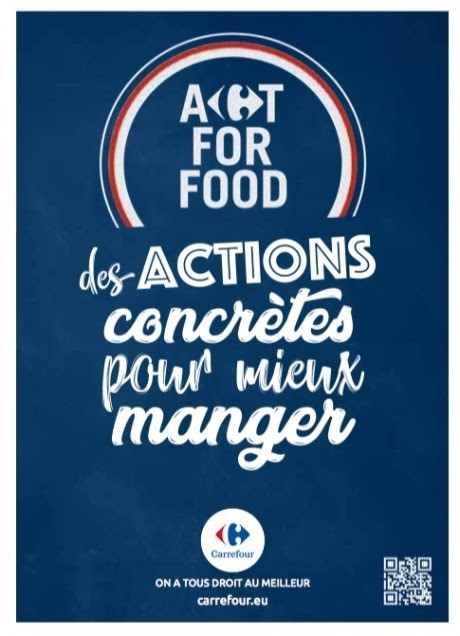 ACT
FOR
FOOD
des ACTIONS
concrètes
pour mieux
manger
Carrefour
ON A TOUS DROIT AU MEILLEUR
carrefour.eu